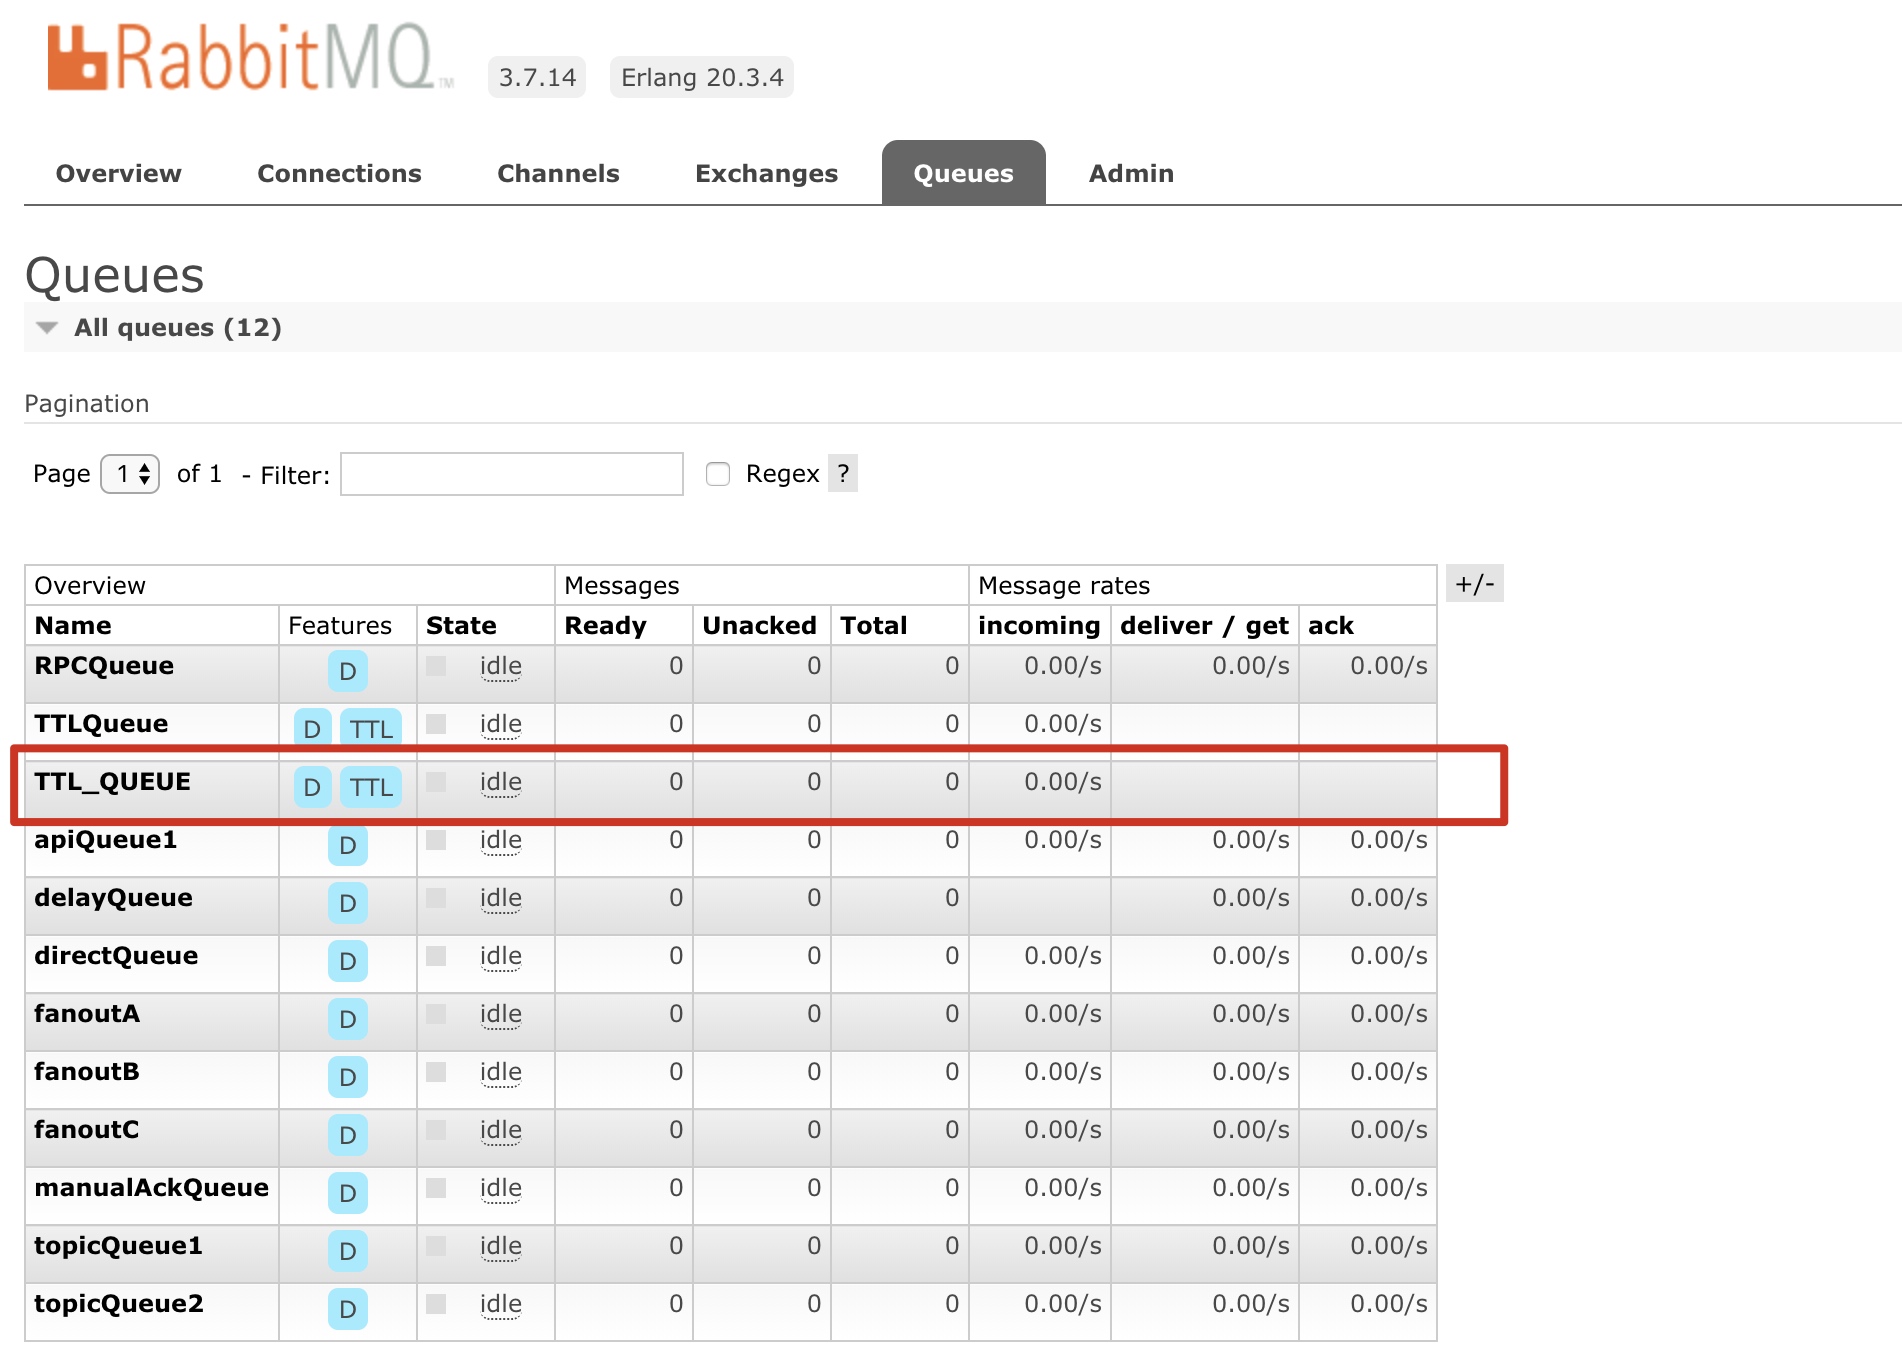 RabbitMQ™ 3.7.14 Erlang 20.3.4
Overview Connections Channels Exchanges Queues Admin
Queues
All queues (12)
Pagination
Page 1 of 1 - Filter: Regex ?
Overview Messages Message rates +/-
Name Features State Ready Unacked Total incoming deliver / get ack
RPCQueue D idle 0 0 0 0.00/s 0.00/s 0.00/s
TTLQueue D TTL idle 0 0 0 0.00/s
TTL_QUEUE D TTL idle 0 0 0 0.00/s
apiQueue1 D idle 0 0 0 0.00/s 0.00/s 0.00/s
delayQueue D idle 0 0 0 0.00/s 0.00/s
directQueue D idle 0 0 0 0.00/s 0.00/s 0.00/s
fanoutA D idle 0 0 0 0.00/s 0.00/s 0.00/s
fanoutB D idle 0 0 0 0.00/s 0.00/s 0.00/s
fanoutC D idle 0 0 0 0.00/s 0.00/s 0.00/s
manualAckQueue D idle 0 0 0 0.00/s 0.00/s 0.00/s
topicQueue1 D idle 0 0 0 0.00/s 0.00/s 0.00/s
topicQueue2 D idle 0 0 0 0.00/s 0.00/s 0.00/s